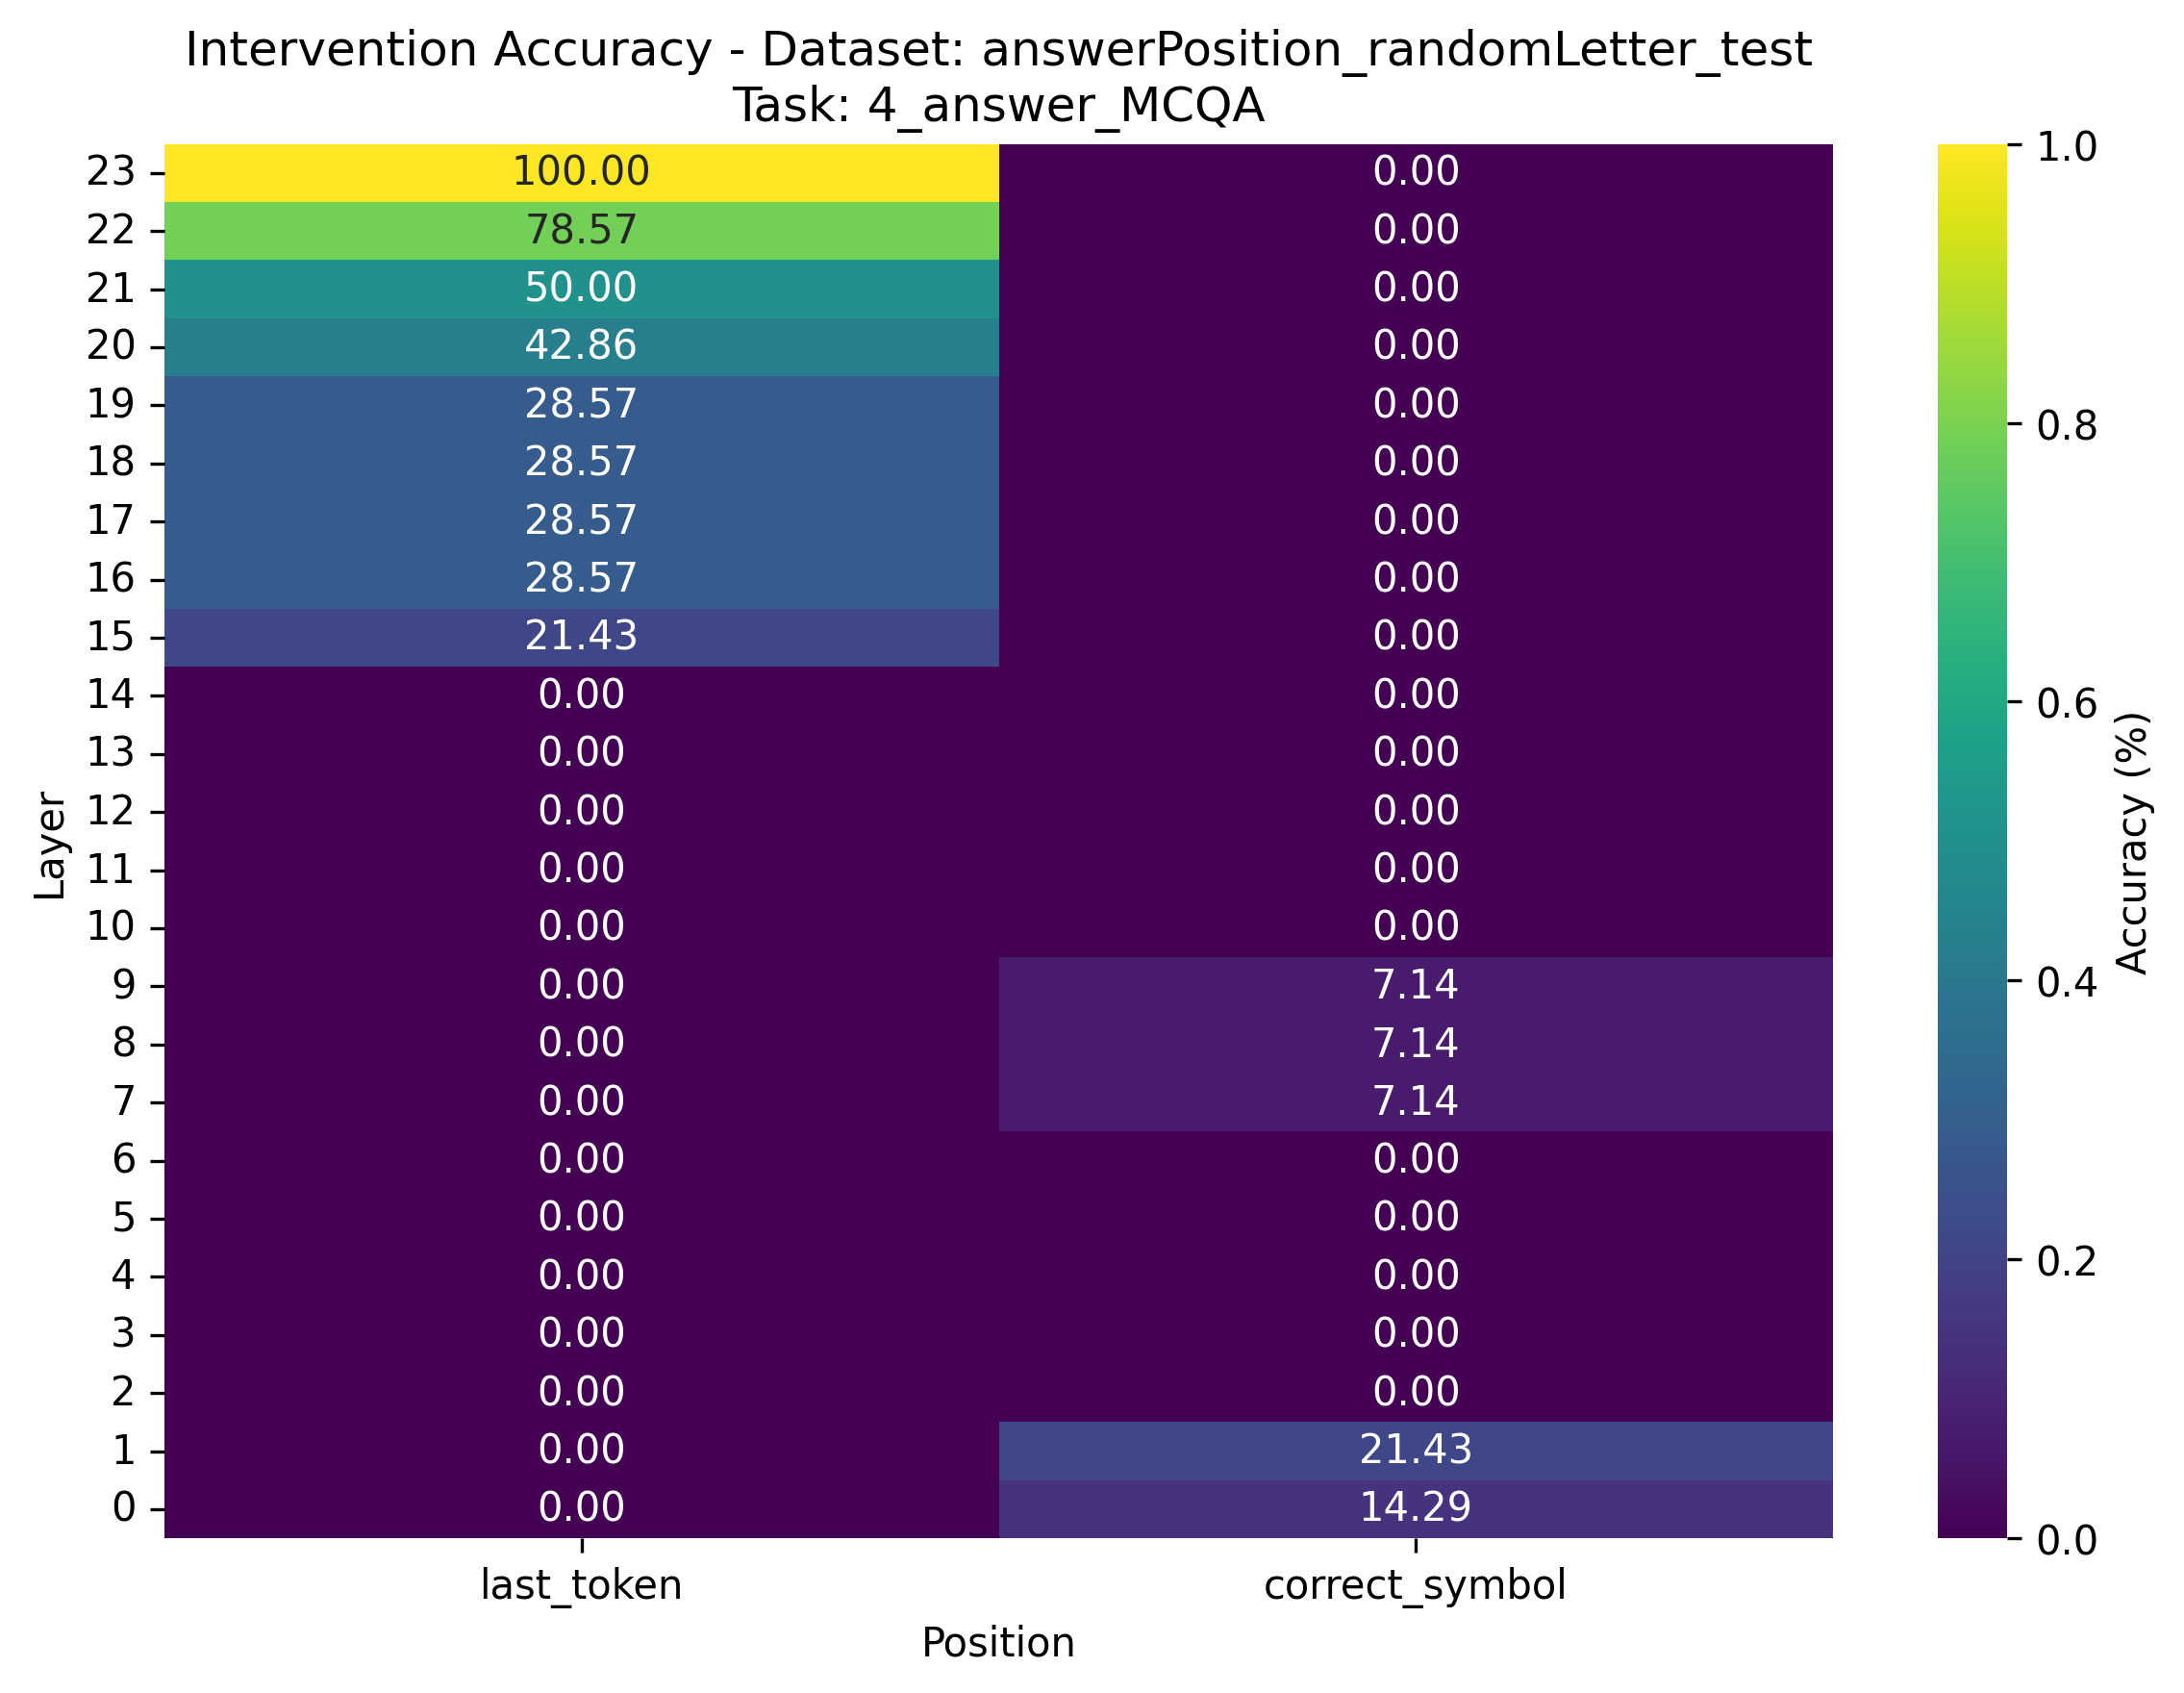 Intervention Accuracy - Dataset: answerPosition_randomLetter_test
Task: 4_answer_MCQA
23 100.00 0.00
22 78.57 0.00
21 50.00 0.00
20 42.86 0.00
19 28.57 0.00
18 28.57 0.00
17 28.57 0.00
16 28.57 0.00
15 21.43 0.00
14 0.00 0.00
13 0.00 0.00
12 0.00 0.00
11 0.00 0.00
10 0.00 0.00
9 0.00 7.14
8 0.00 7.14
7 0.00 7.14
6 0.00 0.00
5 0.00 0.00
4 0.00 0.00
3 0.00 0.00
2 0.00 0.00
1 0.00 21.43
0 0.00 14.29
last_token correct_symbol
Position
Layer
1.0
0.8
0.6
0.4
0.2
0.0
Accuracy (%)